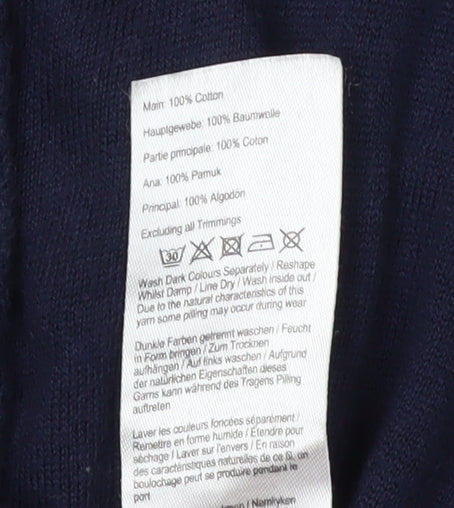 Main: 100% Cotton
Hauptgewebe: 100% Baumwolle
Partie principale: 100% Coton
Ana: 100% Pamuk
Principal: 100% Algodon
Excluding all Trimmings
30
Wash Dark Colours Separately / Reshape
Whilst Damp / Line Dry / Wash inside out /
Due to the natural characteristics of this
yarn some pilling may occur during wear
Dunkle Farben getrennt waschen / Feucht
in Form bringen / Zum Trocknen
aufhängen / Auf links waschen / Aufgrund
der natürlichen Eigenschaften dieses
Garns kann während des Tragens Pilling
auftreten
Laver les couleurs foncées séparément /
Remettre en forme humide / Étendre pour
séchage / Laver sur l'envers / En raison
des caractéristiques naturelles de ce fil, un
boulochage peut se produire pendant le
port
/ Nemliyken